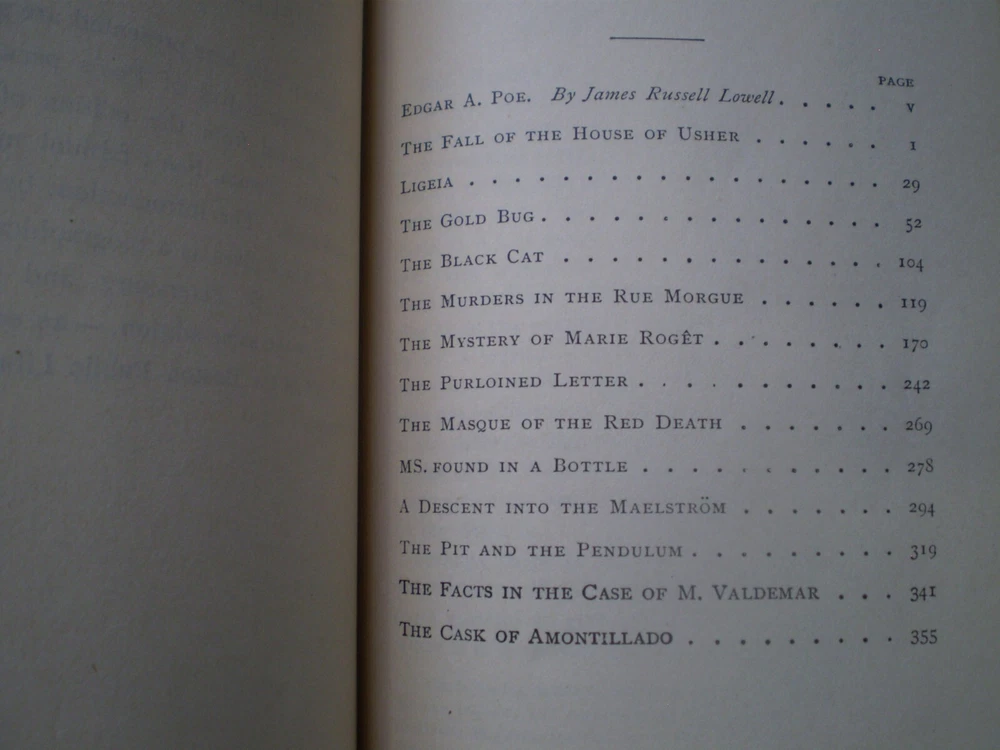 PAGE
EDGAR A. POE. By James Russell Lowell . . . . . v
THE FALL OF THE HOUSE OF USHER . . . . . . 1
LIGEIA . . . . . . . . . . . . . . . . . . 29
THE GOLD BUG . . . . . . . . . . . . . . . 52
THE BLACK CAT . . . . . . . . . . . . . . 104
THE MURDERS IN THE RUE MORGUE . . . . . . 119
THE MYSTERY OF MARIE ROGÊT . . . . . . . . 170
THE PURLOINED LETTER . . . . . . . . . . . 242
THE MASQUE OF THE RED DEATH . . . . . . . 269
MS. FOUND IN A BOTTLE . . . . . . . . . . . 278
A DESCENT INTO THE MAELSTRÖM . . . . . . . 294
THE PIT AND THE PENDULUM . . . . . . . . . 319
THE FACTS IN THE CASE OF M. VALDEMAR . . . 341
THE CASK OF AMONTILLADO . . . . . . . . . 355